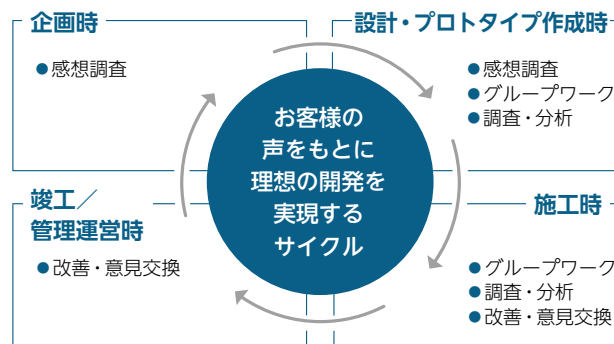 企画時
●感想調査
設計・プロトタイプ作成時
●感想調査
●グループワーク
●調査・分析
お客様の
声をもとに
理想の開発を
実現する
サイクル
竣工／
管理運営時
●改善・意見交換
施工時
●グループワーク
●調査・分析
●改善・意見交換